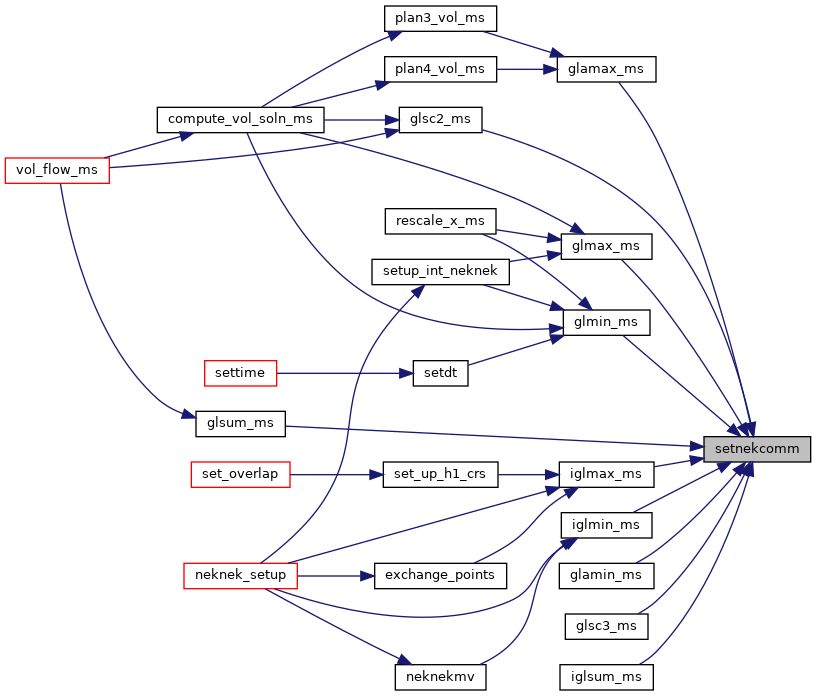 plan3_vol_ms
plan4_vol_ms
glamax_ms
compute_vol_soln_ms
glsc2_ms
vol_flow_ms
rescale_x_ms
glmax_ms
setup_int_neknek
glmin_ms
settime
setdt
glsum_ms
setnekcomm
set_overlap
set_up_h1_crs
iglmax_ms
iglmin_ms
neknek_setup
exchange_points
glamin_ms
glsc3_ms
neknekmv
iglsum_ms